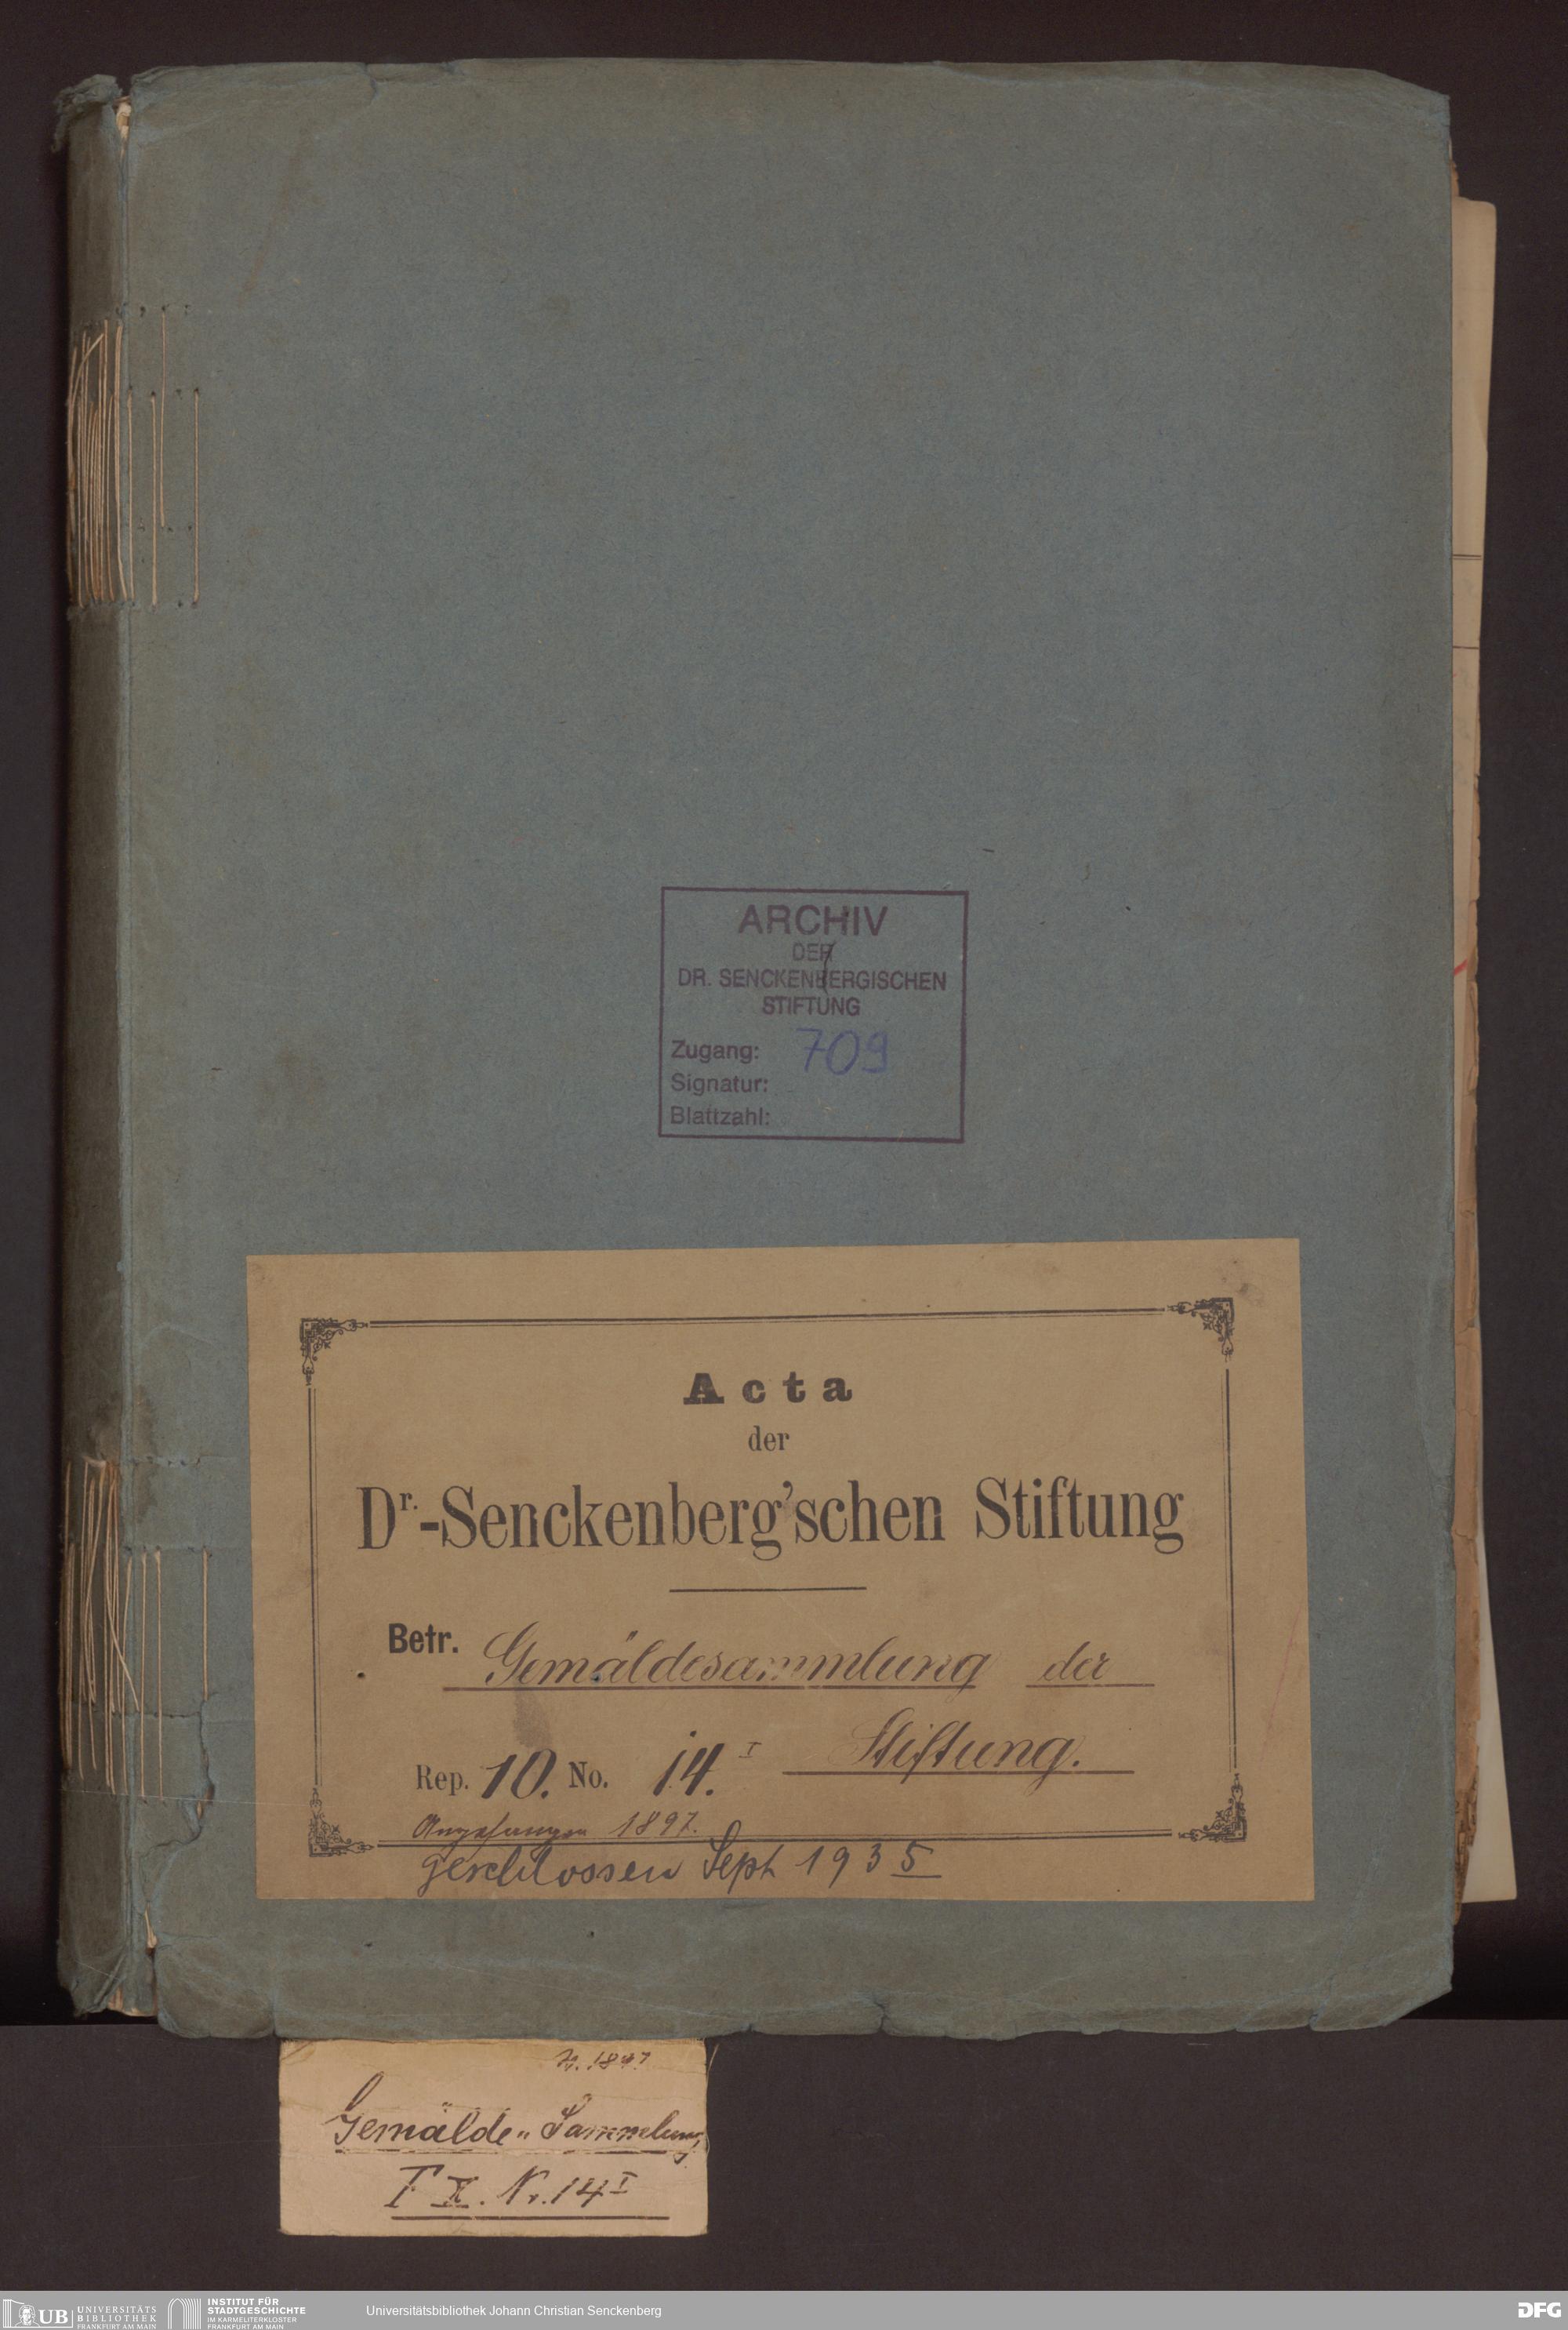 ARCHIV
DER
DR. SENCKENBERGISCHEN
STIFTUNG
Zugang: 709
Signatur:
Blattzahl:
Acta
der
Dr.-Senckenberg'schen Stiftung
Betr. Gemäldesammlung der
Stiftung.
Rep. 10. No. 14. I
Angefangen 1897.
geschlossen Sept 1935
1897
Gemälde- Sammlung
F X. Nr. 14 I
UB UNIVERSITÄTS
BIBLIOTHEK
FRANKFURT AM MAIN
INSTITUT FÜR
STADTGESCHICHTE
IM KARMELITERKLOSTER
FRANKFURT AM MAIN
Universitätsbibliothek Johann Christian Senckenberg
DFG